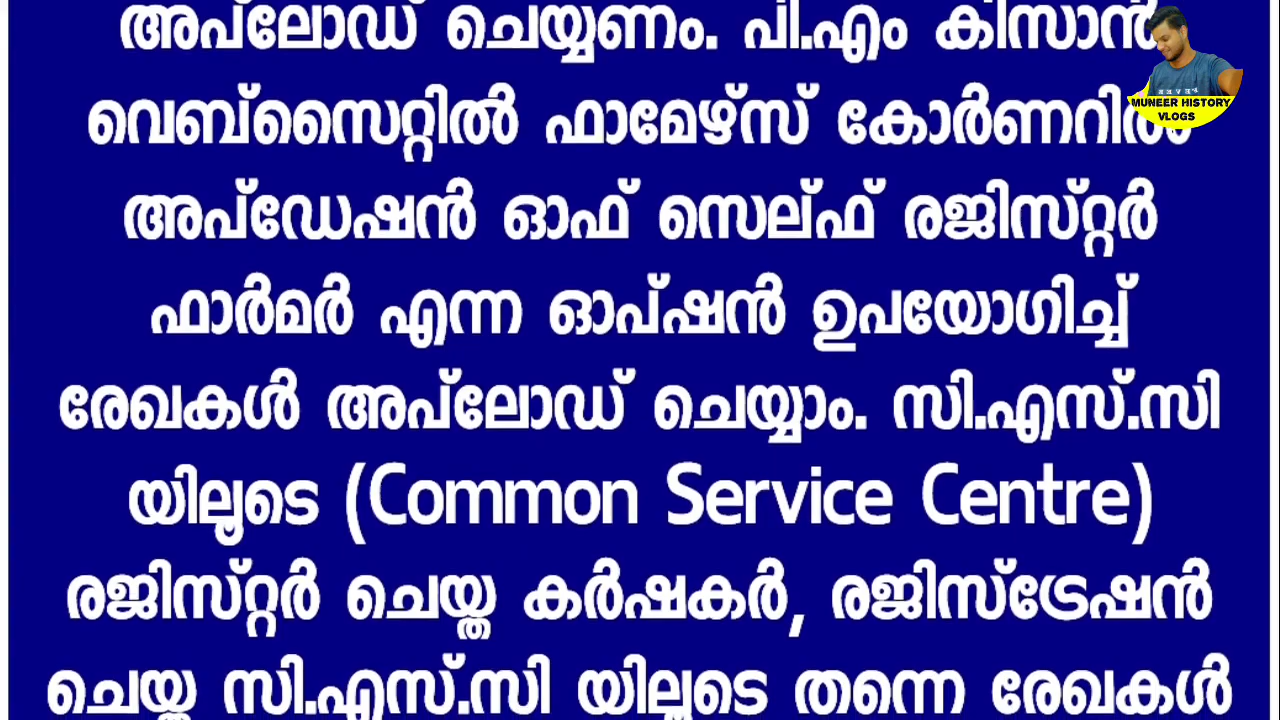 അപ്‌ലോഡ് ചെയ്യണം. പി.എം കിസാൻ
വെബ്സൈറ്റിൽ ഫാമേഴ്സ് കോർണറിൽ
അപ്ഡേഷൻ ഓഫ് സെല്ഫ് രജിസ്റ്റർ
ഫാർമർ എന്ന ഓപ്ഷൻ ഉപയോഗിച്ച്
രേഖകൾ അപ്‌ലോഡ് ചെയ്യാം. സി.എസ്.സി
യിലൂടെ (Common Service Centre)
രജിസ്റ്റർ ചെയ്ത കർഷകർ, രജിസ്ട്രേഷൻ
ചെയ്ത സി.എസ്.സി യിലൂടെ തന്നെ രേഖകൾ
MUNEER HISTORY
VLOGS